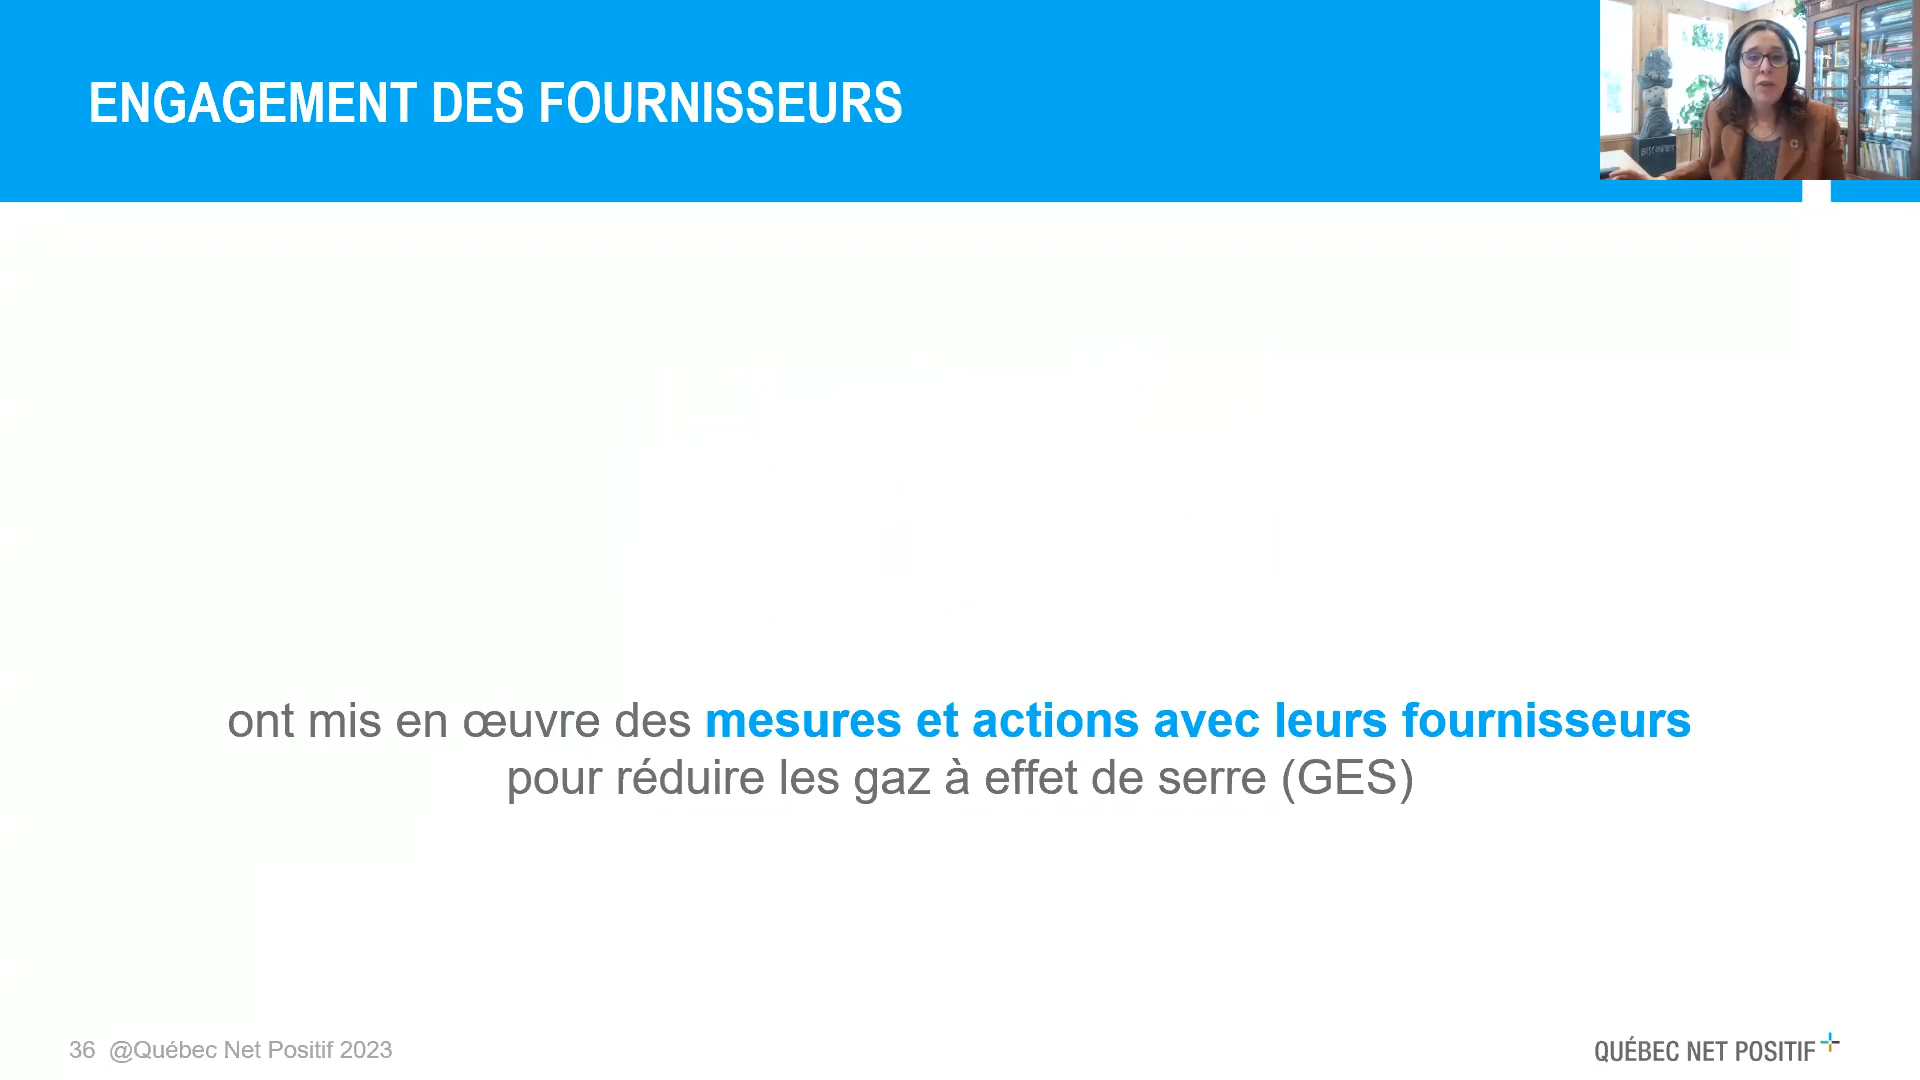 ENGAGEMENT DES FOURNISSEURS
ont mis en œuvre des mesures et actions avec leurs fournisseurs
pour réduire les gaz à effet de serre (GES)
36 @Québec Net Positif 2023
QUÉBEC NET POSITIF